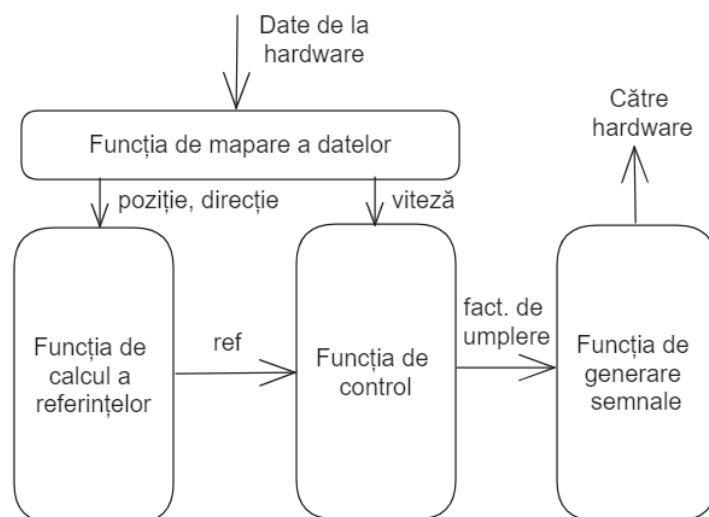 Date de la
hardware
Către
hardware
Funcția de mapare a datelor
poziție, direcție
viteză
Funcția de
calcul a
referințelor
ref
Funcția de
control
fact. de
umplere
Funcția de
generare
semnale